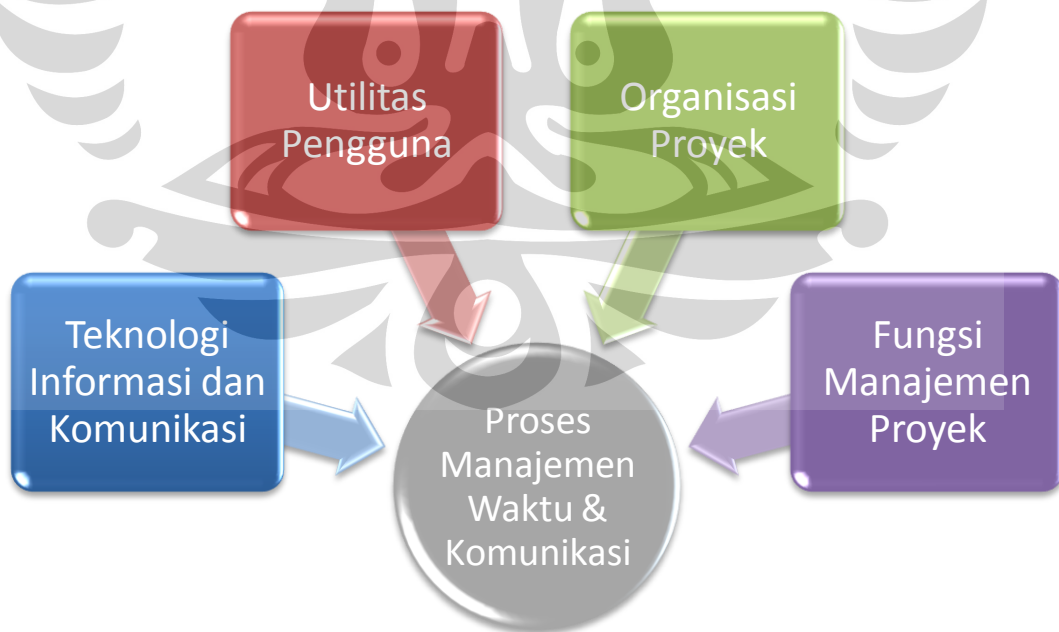 Utilitas
Pengguna
Organisasi
Proyek
Teknologi
Informasi dan
Komunikasi
Fungsi
Manajemen
Proyek
Proses
Manajemen
Waktu &
Komunikasi